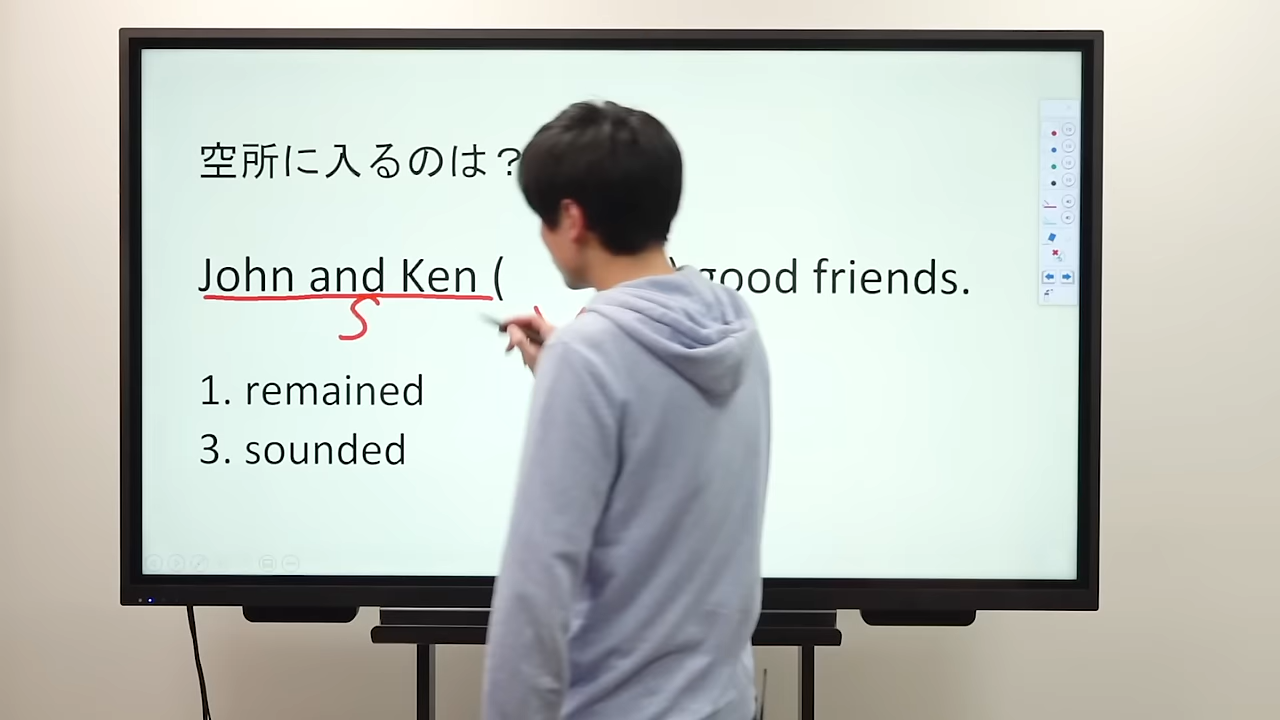 空所に入るのは？
John and Ken ( ) good friends.
S
1. remained
3. sounded